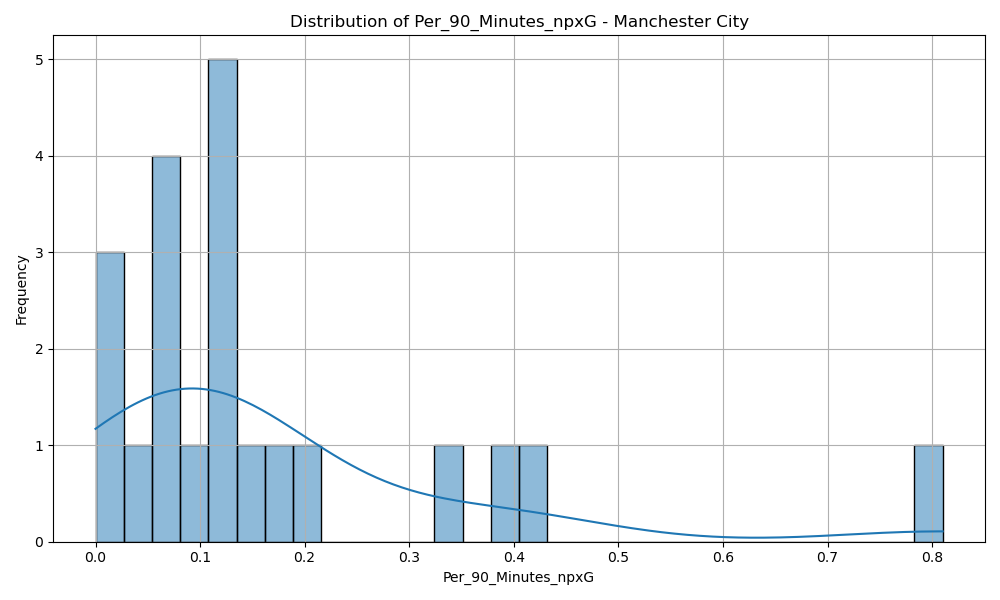 Distribution of Per_90_Minutes_npxG - Manchester City
5
4
3
2
1
0
Frequency
0.0 0.1 0.2 0.3 0.4 0.5 0.6 0.7 0.8
Per_90_Minutes_npxG